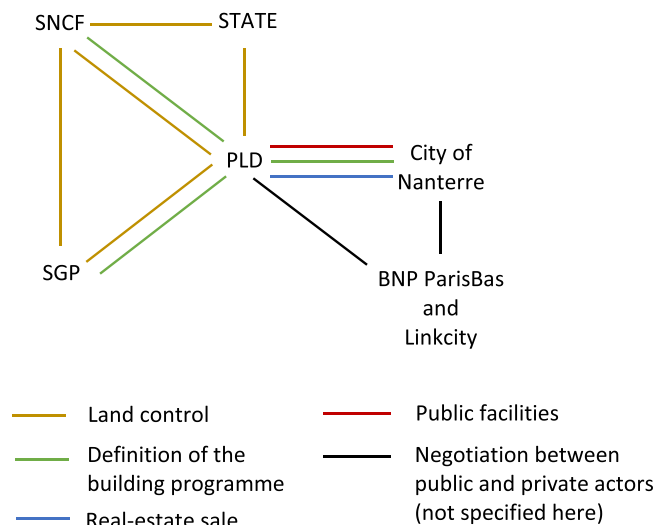 SNCF
STATE
PLD
City of
Nanterre
SGP
BNP ParisBas
and
Linkcity
Land control
Public facilities
Definition of the
building programme
Negotiation between
public and private actors
(not specified here)
Real-estate sale